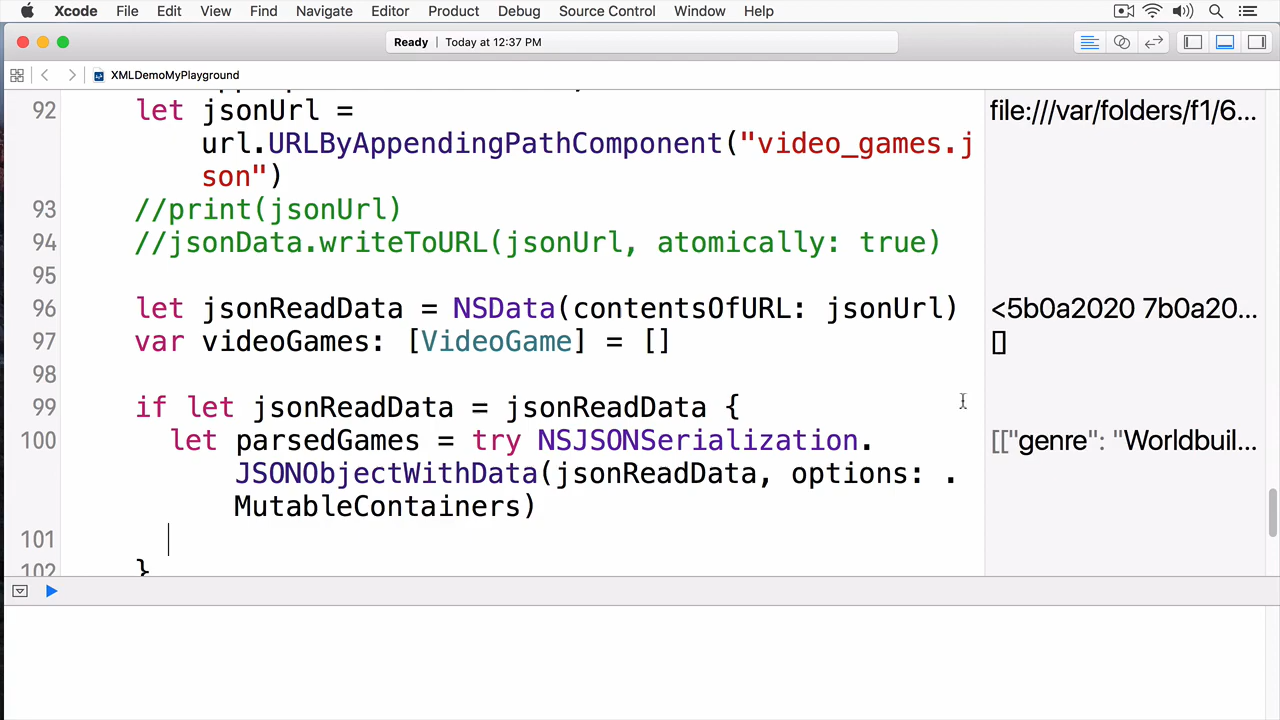 Xcode File Edit View Find Navigate Editor Product Debug Source Control Window Help
Ready | Today at 12:37 PM
XMLDemoMyPlayground
92 let jsonUrl = file:///var/folders/f1/6...
url.URLByAppendingPathComponent("video_games.j
son")
93 //print(jsonUrl)
94 //jsonData.writeToURL(jsonUrl, atomically: true)
95
96 let jsonReadData = NSData(contentsOfURL: jsonUrl) <5b0a2020 7b0a20...
97 var videoGames: [VideoGame] = [] []
98
99 if let jsonReadData = jsonReadData {
100 let parsedGames = try NSJSONSerialization. [["genre": "Worldbuil...
JSONObjectWithData(jsonReadData, options: .
MutableContainers)
101
102 }